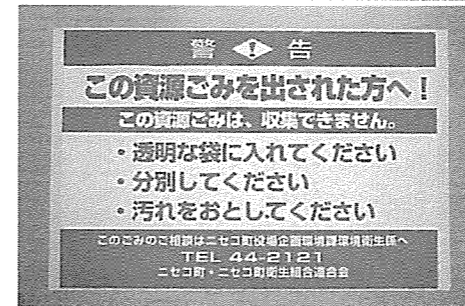 警告
この資源ごみを出された方へ！
この資源ごみは、収集できません。
・透明な袋に入れてください
・分別してください
・汚れをおとしてください
このごみのご相談はニセコ町役場企画環境課環境衛生係へ
TEL 44-2121
ニセコ町・ニセコ町衛生組合連合会